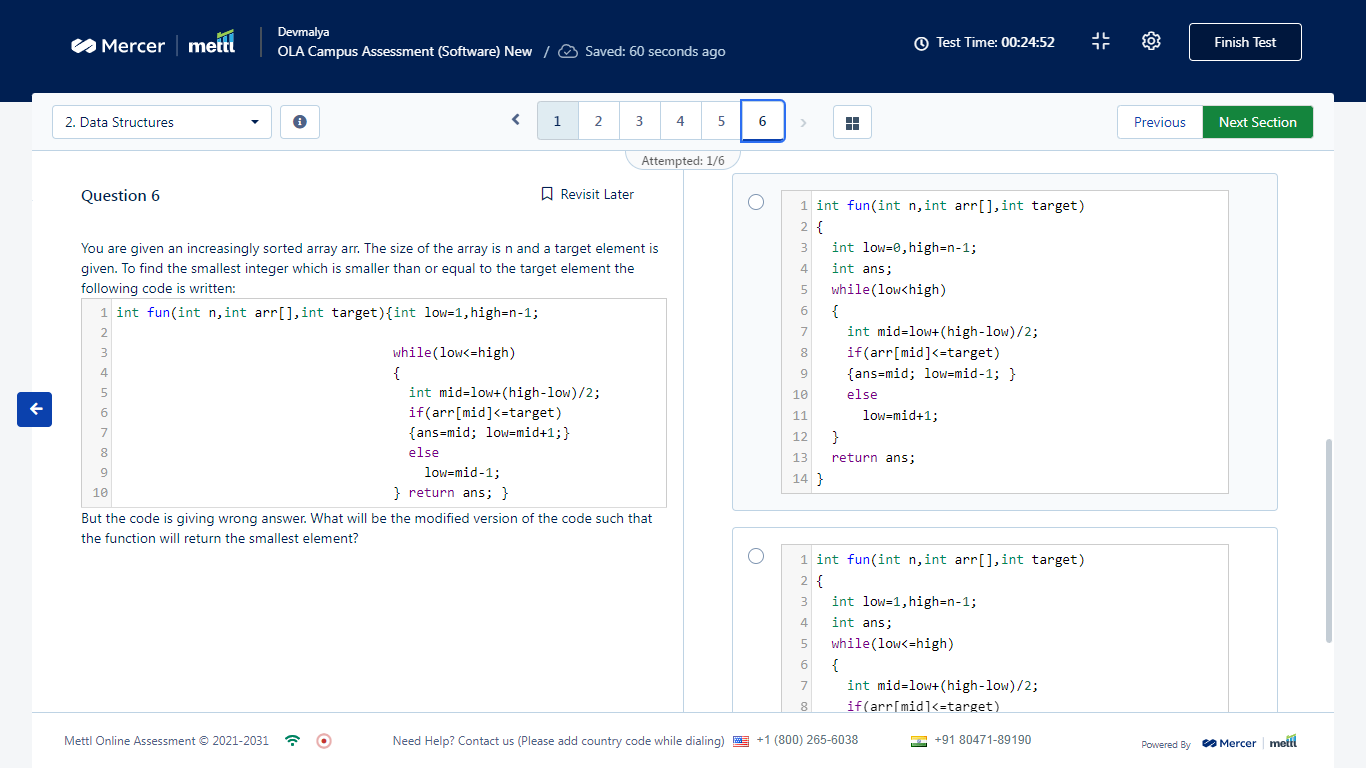 Mercer | mettl
Devmalya
OLA Campus Assessment (Software) New / Saved: 60 seconds ago
Test Time: 00:24:52
Finish Test
2. Data Structures
1 2 3 4 5 6
Previous
Next Section
Attempted: 1/6
Question 6
Revisit Later
You are given an increasingly sorted array arr. The size of the array is n and a target element is
given. To find the smallest integer which is smaller than or equal to the target element the
following code is written:
1 int fun(int n,int arr[],int target){int low=1,high=n-1;
2
3 while(low<=high)
4 {
5 int mid=low+(high-low)/2;
6 if(arr[mid]<=target)
7 {ans=mid; low=mid+1;}
8 else
9 low=mid-1;
10 } return ans; }
But the code is giving wrong answer. What will be the modified version of the code such that
the function will return the smallest element?
1 int fun(int n,int arr[],int target)
2 {
3 int low=0,high=n-1;
4 int ans;
5 while(low<high)
6 {
7 int mid=low+(high-low)/2;
8 if(arr[mid]<=target)
9 {ans=mid; low=mid-1; }
10 else
11 low=mid+1;
12 }
13 return ans;
14 }
1 int fun(int n,int arr[],int target)
2 {
3 int low=1,high=n-1;
4 int ans;
5 while(low<=high)
6 {
7 int mid=low+(high-low)/2;
8 if(arr[mid]<=target)
Mettl Online Assessment © 2021-2031
Need Help? Contact us (Please add country code while dialing) +1 (800) 265-6038
+91 80471-89190
Powered By Mercer | mettl